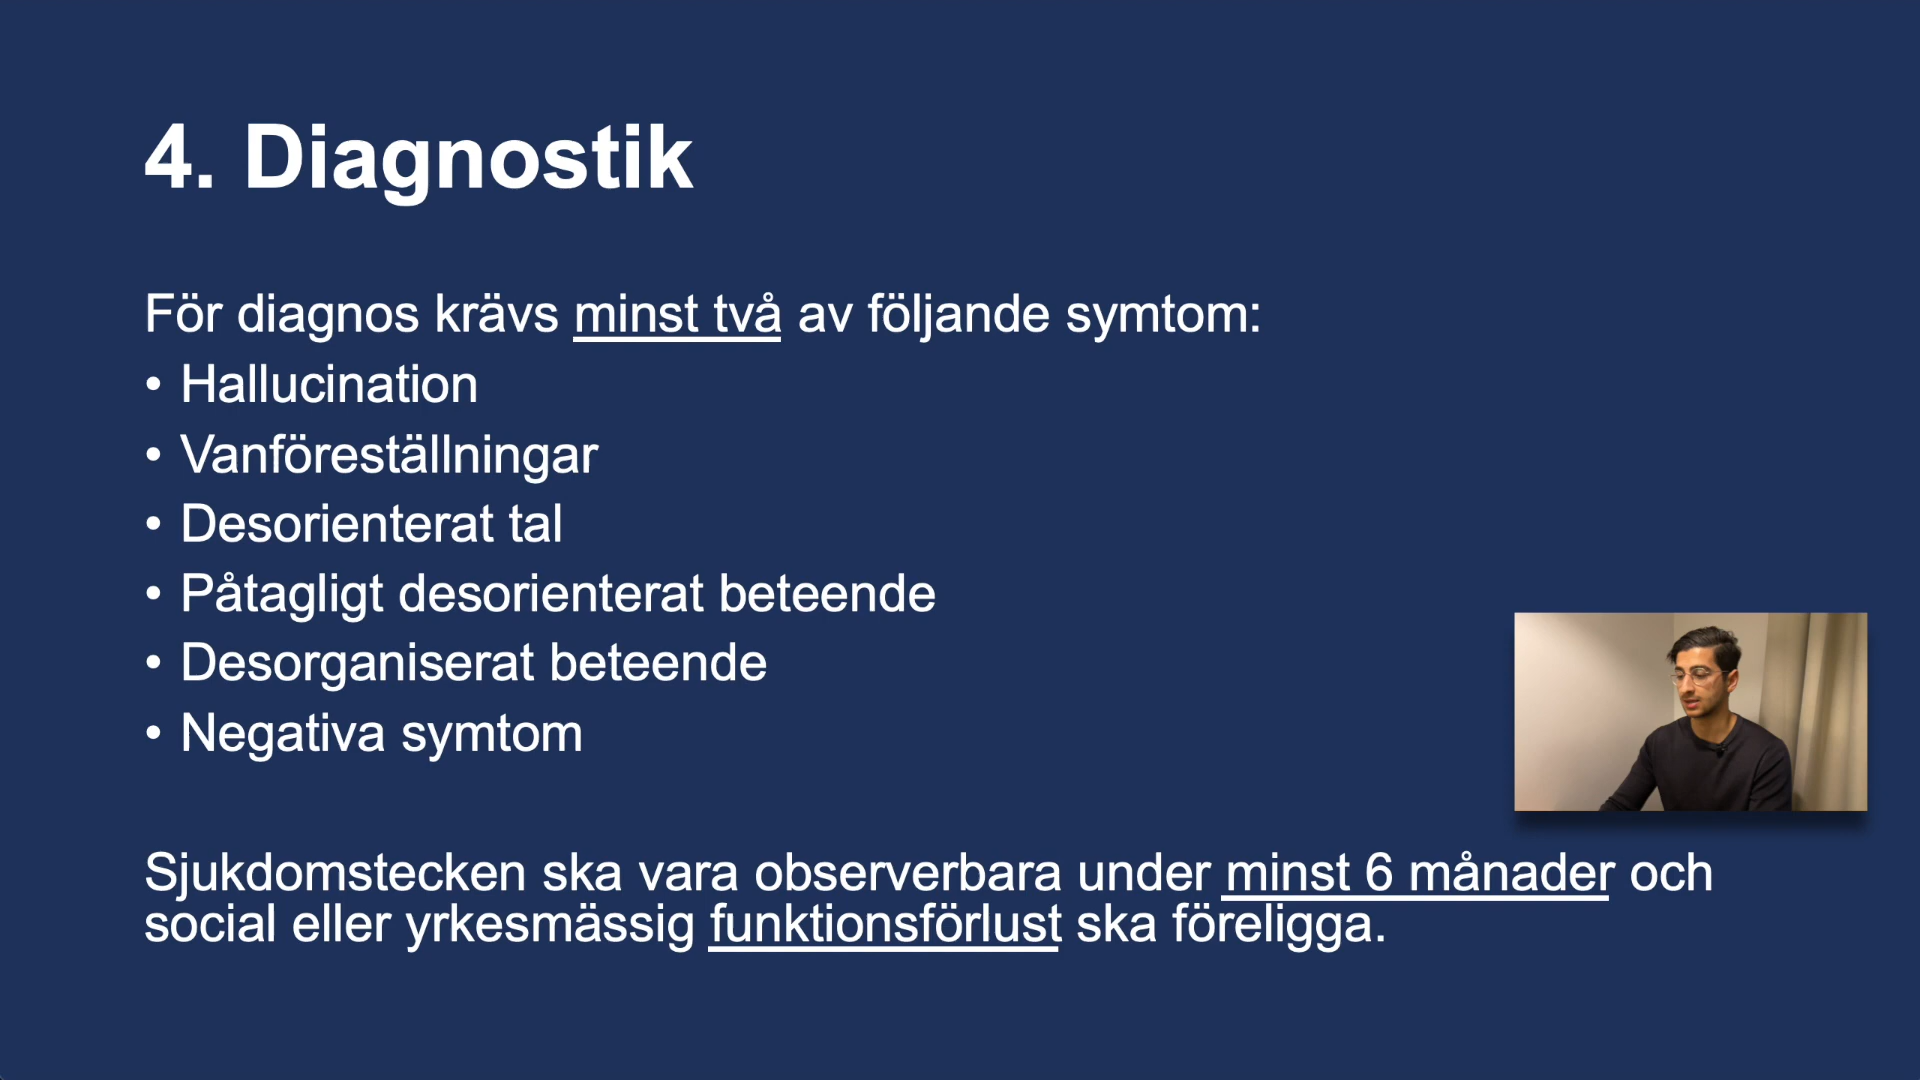 4. Diagnostik
För diagnos krävs minst två av följande symtom:
• Hallucination
• Vanföreställningar
• Desorienterat tal
• Påtagligt desorienterat beteende
• Desorganiserat beteende
• Negativa symtom
Sjukdomstecken ska vara observerbara under minst 6 månader och
social eller yrkesmässig funktionsförlust ska föreligga.